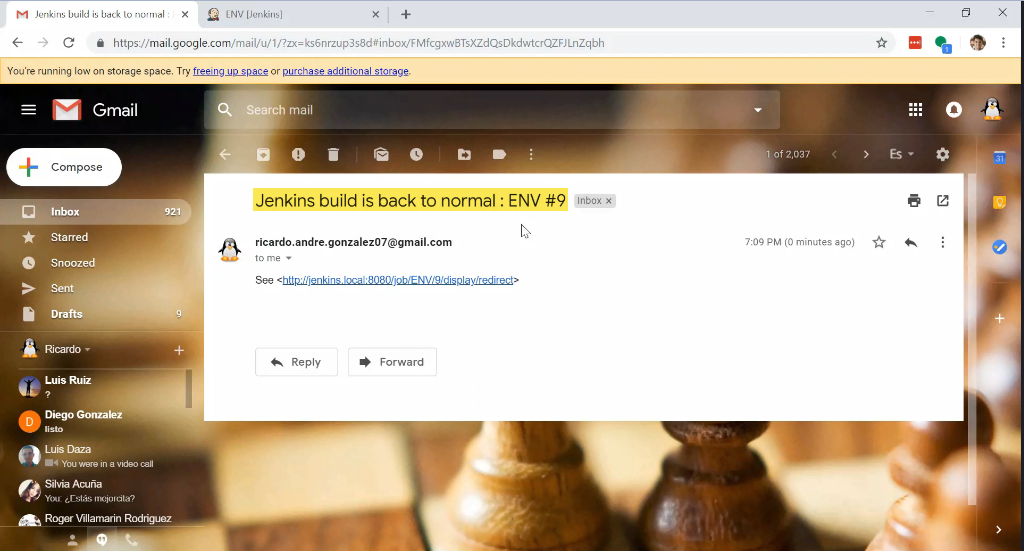 Jenkins build is back to normal :
ENV [Jenkins]
https://mail.google.com/mail/u/1/?zx=ks6nrzup3s8d#inbox/FMfcgxwBTsXZdQsDkdwtcrQZFJLnZqbh
1
You're running low on storage space. Try freeing up space or purchase additional storage.
Gmail
Search mail
Compose
1 of 2,037
Es
31
Jenkins build is back to normal : ENV #9
Inbox x
Inbox 921
Starred
Snoozed
Sent
Drafts 9
ricardo.andre.gonzalez07@gmail.com
7:09 PM (0 minutes ago)
to me
See <http://jenkins.local:8080/job/ENV/9/display/redirect>
Reply
Forward
Ricardo
Luis Ruiz
?
D
Diego Gonzalez
listo
Luis Daza
You were in a video call
Silvia Acuña
You: ¿Estás mejorcita?
Roger Villamarin Rodriguez